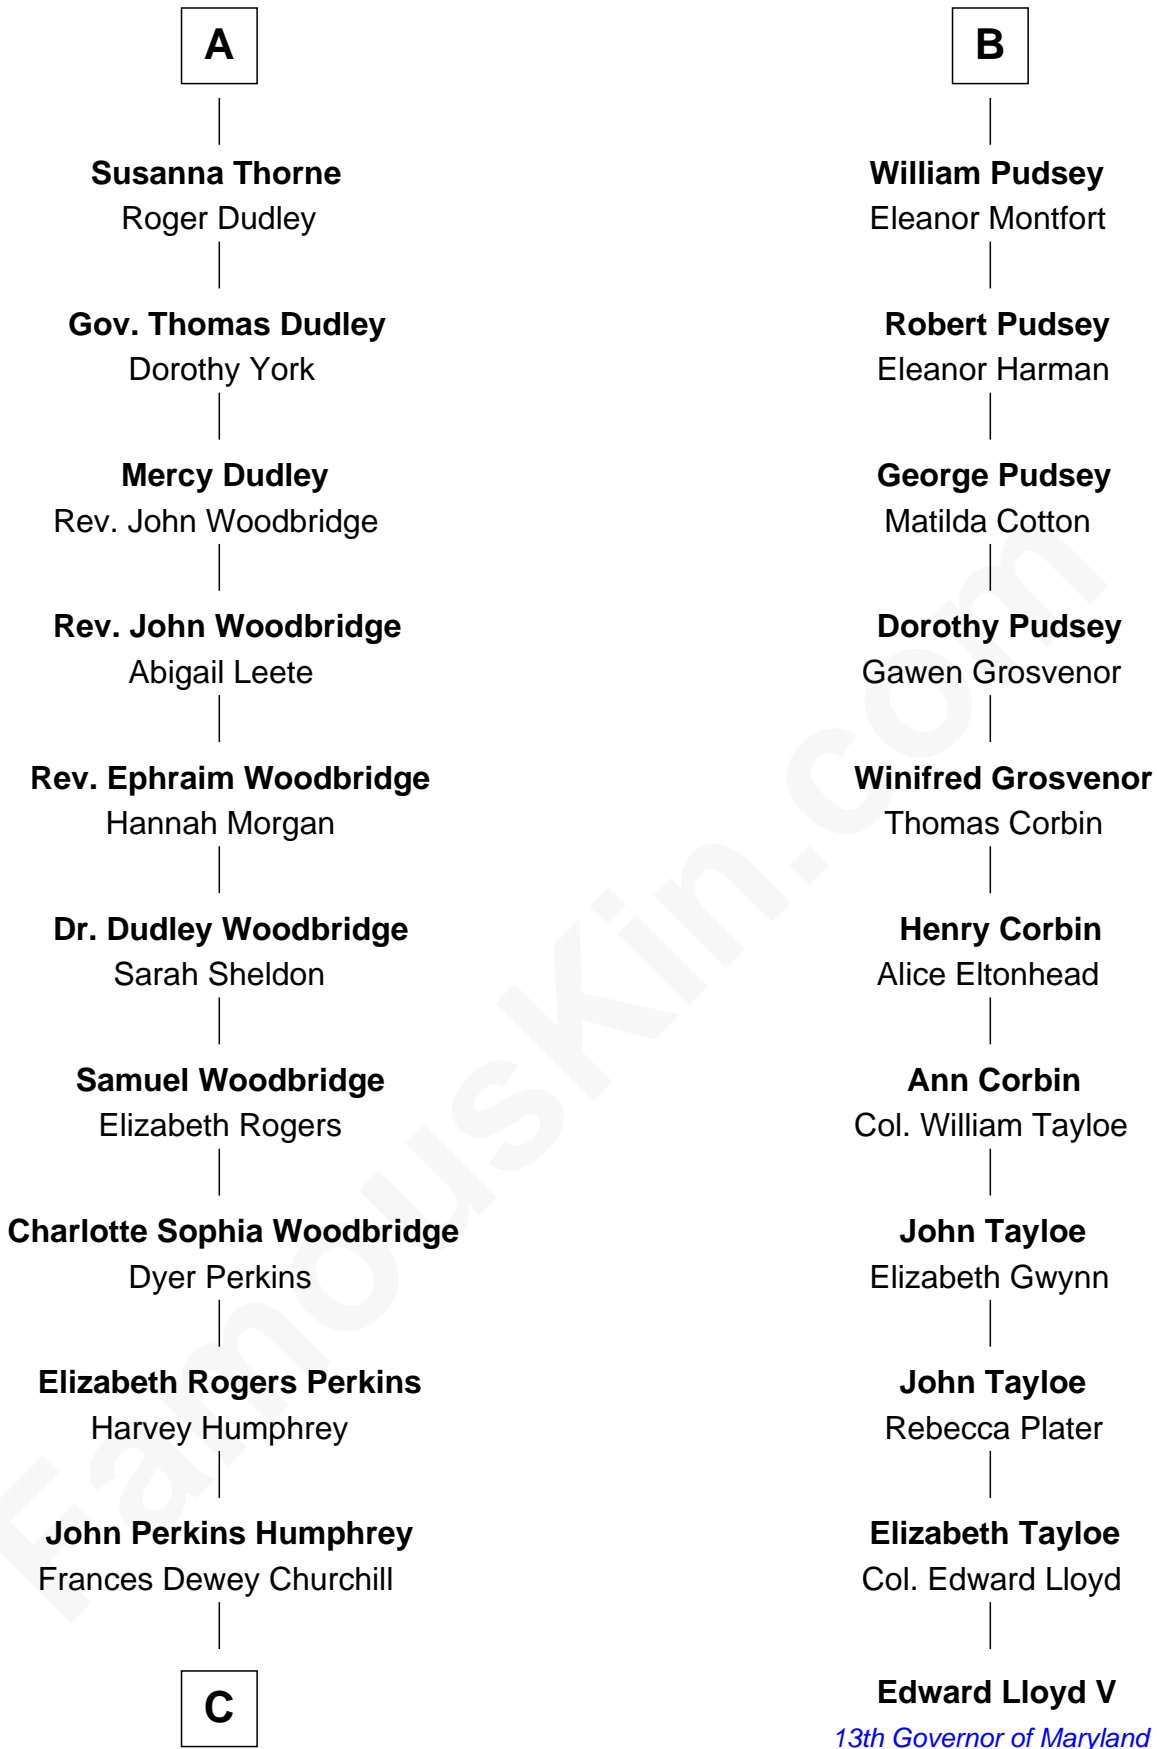 A
Susanna Thorne
Roger Dudley
Gov. Thomas Dudley
Dorothy York
Mercy Dudley
Rev. John Woodbridge
Rev. John Woodbridge
Abigail Leete
Rev. Ephraim Woodbridge
Hannah Morgan
Dr. Dudley Woodbridge
Sarah Sheldon
Samuel Woodbridge
Elizabeth Rogers
Charlotte Sophia Woodbridge
Dyer Perkins
Elizabeth Rogers Perkins
Harvey Humphrey
John Perkins Humphrey
Frances Dewey Churchill
C
B
William Pudsey
Eleanor Montfort
Robert Pudsey
Eleanor Harman
George Pudsey
Matilda Cotton
Dorothy Pudsey
Gawen Grosvenor
Winifred Grosvenor
Thomas Corbin
Henry Corbin
Alice Eltonhead
Ann Corbin
Col. William Tayloe
John Tayloe
Elizabeth Gwynn
John Tayloe
Rebecca Plater
Elizabeth Tayloe
Col. Edward Lloyd
Edward Lloyd V
13th Governor of Maryland
FamousKin.com